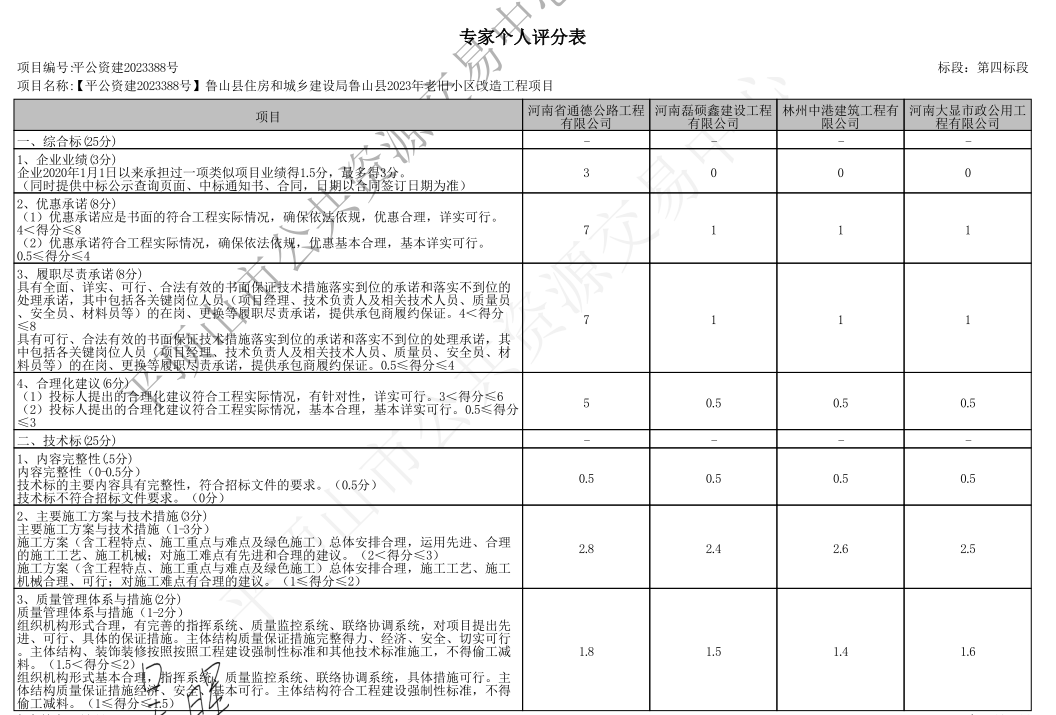 专家个人评分表
项目编号:平公资建2023388号
标段: 第四标段
项目名称:【平公资建2023388号】鲁山县住房和城乡建设局鲁山县2023年老旧小区改造工程项目
项目 河南省通德公路工程有限公司 河南磊硕鑫建设工程有限公司 林州中港建筑工程有限公司 河南大显市政公用工程有限公司
一、综合标(25分) - - - -
1、企业业绩(3分)
企业2020年1月1日以来承担过一项类似项目业绩得1.5分，最多得3分。
（同时提供中标公示查询页面、中标通知书、合同，日期以合同签订日期为准）
3 0 0 0
2、优惠承诺(8分)
（1）优惠承诺应是书面的符合工程实际情况，确保依法依规，优惠合理，详实可行。
4＜得分≤8
（2）优惠承诺符合工程实际情况，确保依法依规，优惠基本合理，基本详实可行。
0.5≤得分≤4
7 1 1 1
3、履职尽责承诺(8分)
具有全面、详实、可行、合法有效的书面保证技术措施落实到位的承诺和落实不到位的
处理承诺，其中包括各关键岗位人员（项目经理、技术负责人及相关技术人员、质量员
、安全员、材料员等）的在岗、更换等履职尽责承诺，提供承包商履约保证。4＜得分
≤8
具有可行、合法有效的书面保证技术措施落实到位的承诺和落实不到位的处理承诺，其
中包括各关键岗位人员（项目经理、技术负责人及相关技术人员、质量员、安全员、材
料员等）的在岗、更换等履职尽责承诺，提供承包商履约保证。0.5≤得分≤4
7 1 1 1
4、合理化建议(6分)
（1）投标人提出的合理化建议符合工程实际情况，有针对性，详实可行。3＜得分≤6
（2）投标人提出的合理化建议符合工程实际情况，基本合理，基本详实可行。0.5≤得分
≤3
5 0.5 0.5 0.5
二、技术标(25分) - - - -
1、内容完整性(.5分)
内容完整性（0-0.5分）
技术标的主要内容具有完整性，符合招标文件的要求。（0.5分）
技术标不符合招标文件要求。（0分）
0.5 0.5 0.5 0.5
2、主要施工方案与技术措施(3分)
主要施工方案与技术措施（1-3分）
施工方案（含工程特点、施工重点与难点及绿色施工）总体安排合理，运用先进、合理
的施工工艺、施工机械；对施工难点有先进和合理的建议。（2＜得分≤3）
施工方案（含工程特点、施工重点与难点及绿色施工）总体安排合理，施工工艺、施工
机械合理、可行；对施工难点有合理的建议。（1≤得分≤2）
2.8 2.4 2.6 2.5
3、质量管理体系与措施(2分)
质量管理体系与措施（1-2分）
组织机构形式合理，有完善的指挥系统、质量监控系统、联络协调系统，对项目提出先
进、可行、具体的保证措施。主体结构质量保证措施完整得力、经济、安全、切实可行
。主体结构、装饰装修按照按照工程建设强制性标准和其他技术标准施工，不得偷工减
料。（1.5＜得分≤2）
组织机构形式基本合理，指挥系统、质量监控系统、联络协调系统，具体措施可行。主
体结构质量保证措施经济、安全、基本可行。主体结构符合工程建设强制性标准，不得
偷工减料。（1≤得分≤1.5）
1.8 1.5 1.4 1.6
平顶山市公共资源交易中心
平顶山市公共资源交易中心